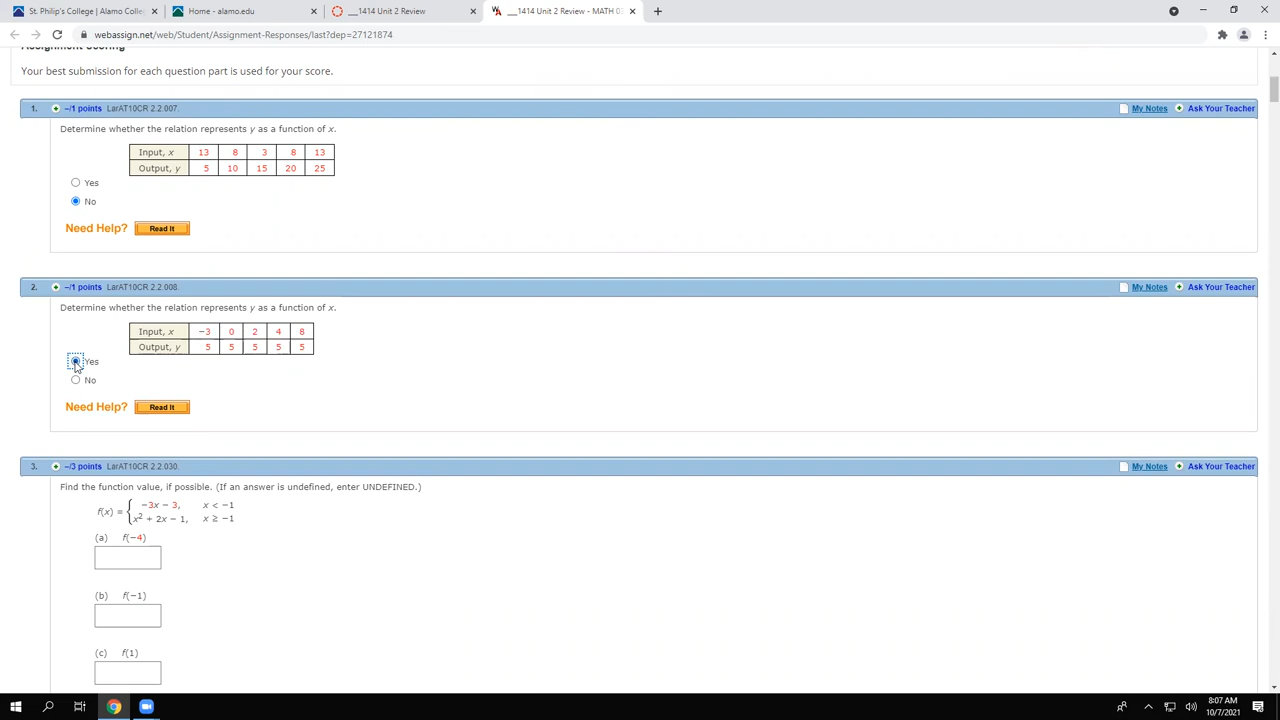 St. Philip's College | Alamo Colleg
Home - alamo.edu
__1414 Unit 2 Review
__1414 Unit 2 Review - MATH 03
webassign.net/web/Student/Assignment-Responses/last?dep=27121874
Assignment Scoring
Your best submission for each question part is used for your score.
1. –/1 points LarAT10CR 2.2.007. My Notes Ask Your Teacher
Determine whether the relation represents y as a function of x.
Input, x 13 8 3 8 13
Output, y 5 10 15 20 25
Yes
No
Need Help? Read It
2. –/1 points LarAT10CR 2.2.008. My Notes Ask Your Teacher
Determine whether the relation represents y as a function of x.
Input, x −3 0 2 4 8
Output, y 5 5 5 5 5
Yes
No
Need Help? Read It
3. –/3 points LarAT10CR 2.2.030. My Notes Ask Your Teacher
Find the function value, if possible. (If an answer is undefined, enter UNDEFINED.)
f(x) = { −3x − 3, x < −1
x² + 2x − 1, x ≥ −1
(a) f(−4)
(b) f(−1)
(c) f(1)
8:07 AM
10/7/2021